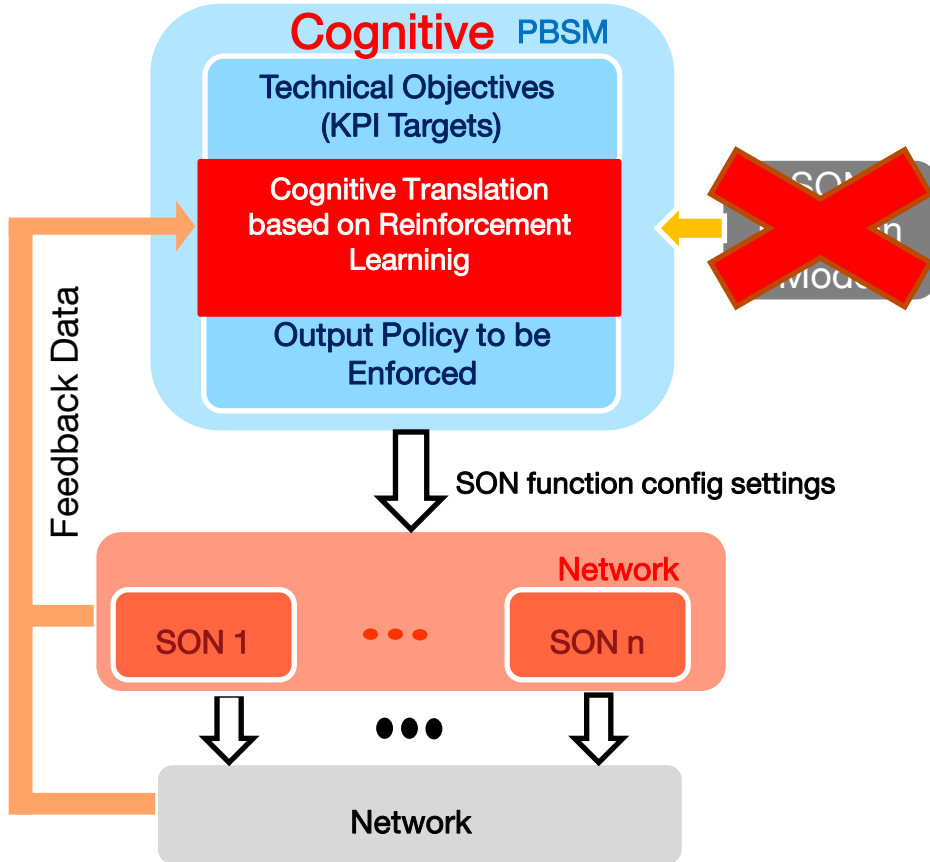 Cognitive PBSM
Technical Objectives
(KPI Targets)
Cognitive Translation
based on Reinforcement
Learninig
Output Policy to be
Enforced
SON
Feedback Data
SON function config settings
Network
SON 1
SON n
Network